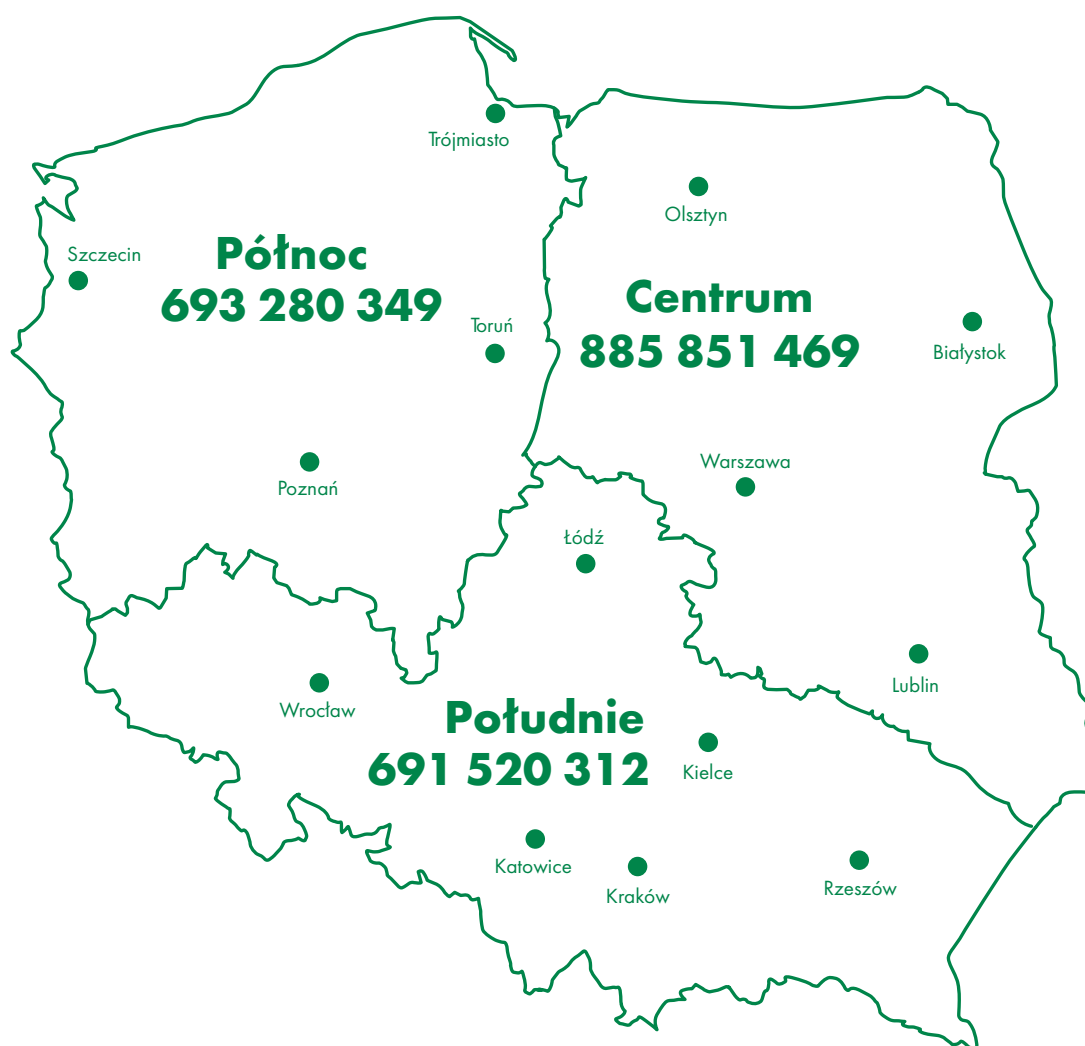 Trójmiasto
Olsztyn
Szczecin
Północ
693 280 349
Toruń
Centrum
885 851 469
Białystok
Poznań
Warszawa
Łódź
Lublin
Wrocław
Południe
691 520 312
Kielce
Katowice
Kraków
Rzeszów